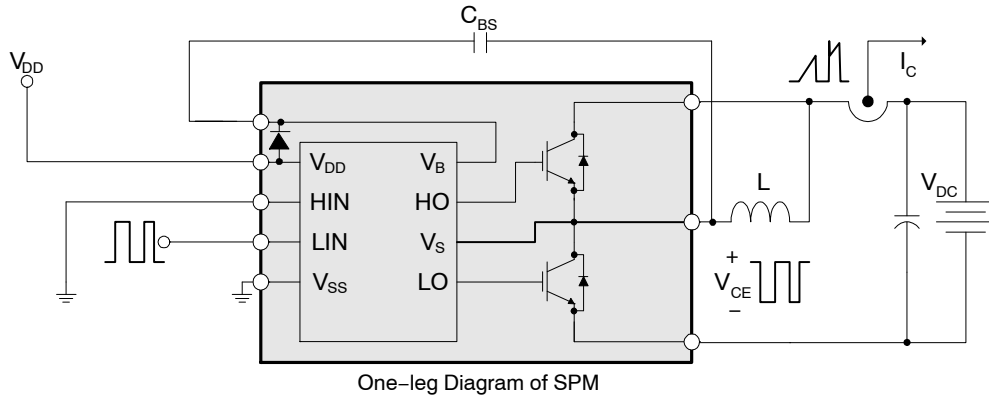 C_BS
V_DD
I_C
V_DD
V_B
HIN
HO
L
V_DC
LIN
V_S
+
V_CE
−
V_SS
LO
One−leg Diagram of SPM